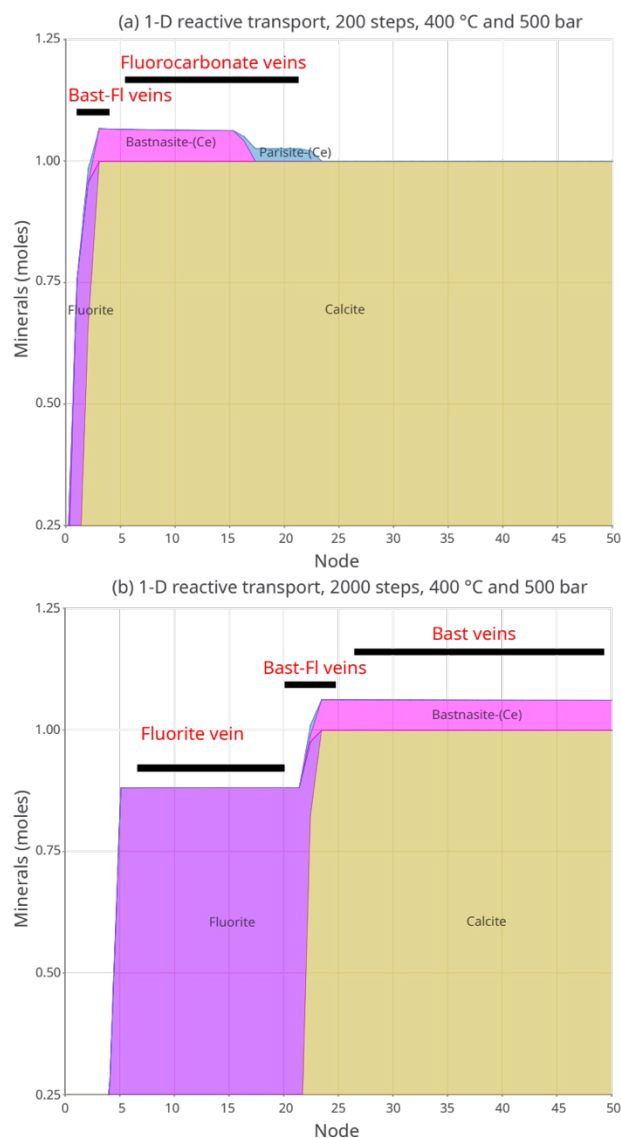 (a) 1-D reactive transport, 200 steps, 400 °C and 500 bar
1.25
Fluorocarbonate veins
Bast-Fl veins
Bastnasite-(Ce)
Parisite-(Ce)
1.00
Minerals (moles)
0.75
Fluorite
Calcite
0.50
0.25
0 5 10 15 20 25 30 35 40 45 50
Node
(b) 1-D reactive transport, 2000 steps, 400 °C and 500 bar
1.25
Bast veins
Bast-Fl veins
Fluorite vein
1.00
Bastnasite-(Ce)
Minerals (moles)
0.75
Fluorite
Calcite
0.50
0.25
0 5 10 15 20 25 30 35 40 45 50
Node